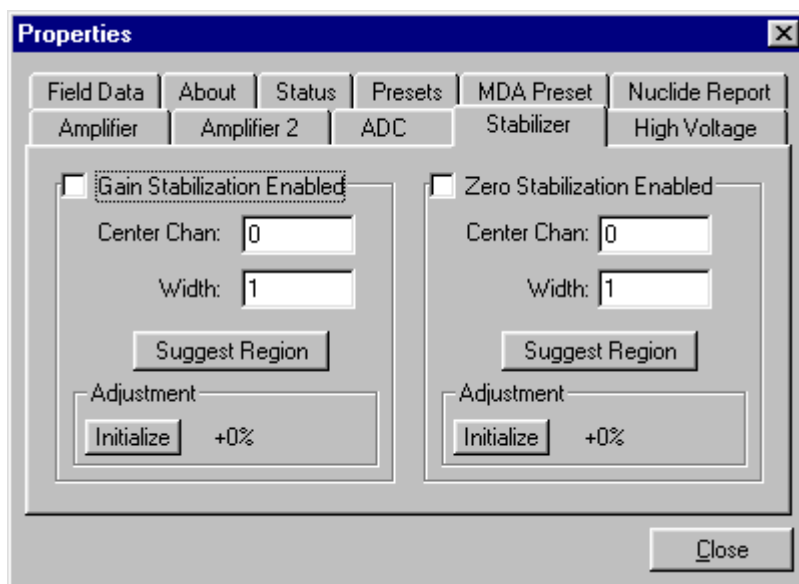 Properties
Field Data About Status Presets MDA Preset Nuclide Report
Amplifier Amplifier 2 ADC Stabilizer High Voltage
Gain Stabilization Enabled Zero Stabilization Enabled
Center Chan: 0 Center Chan: 0
Width: 1 Width: 1
Suggest Region Suggest Region
Adjustment Adjustment
Initialize +0% Initialize +0%
Close